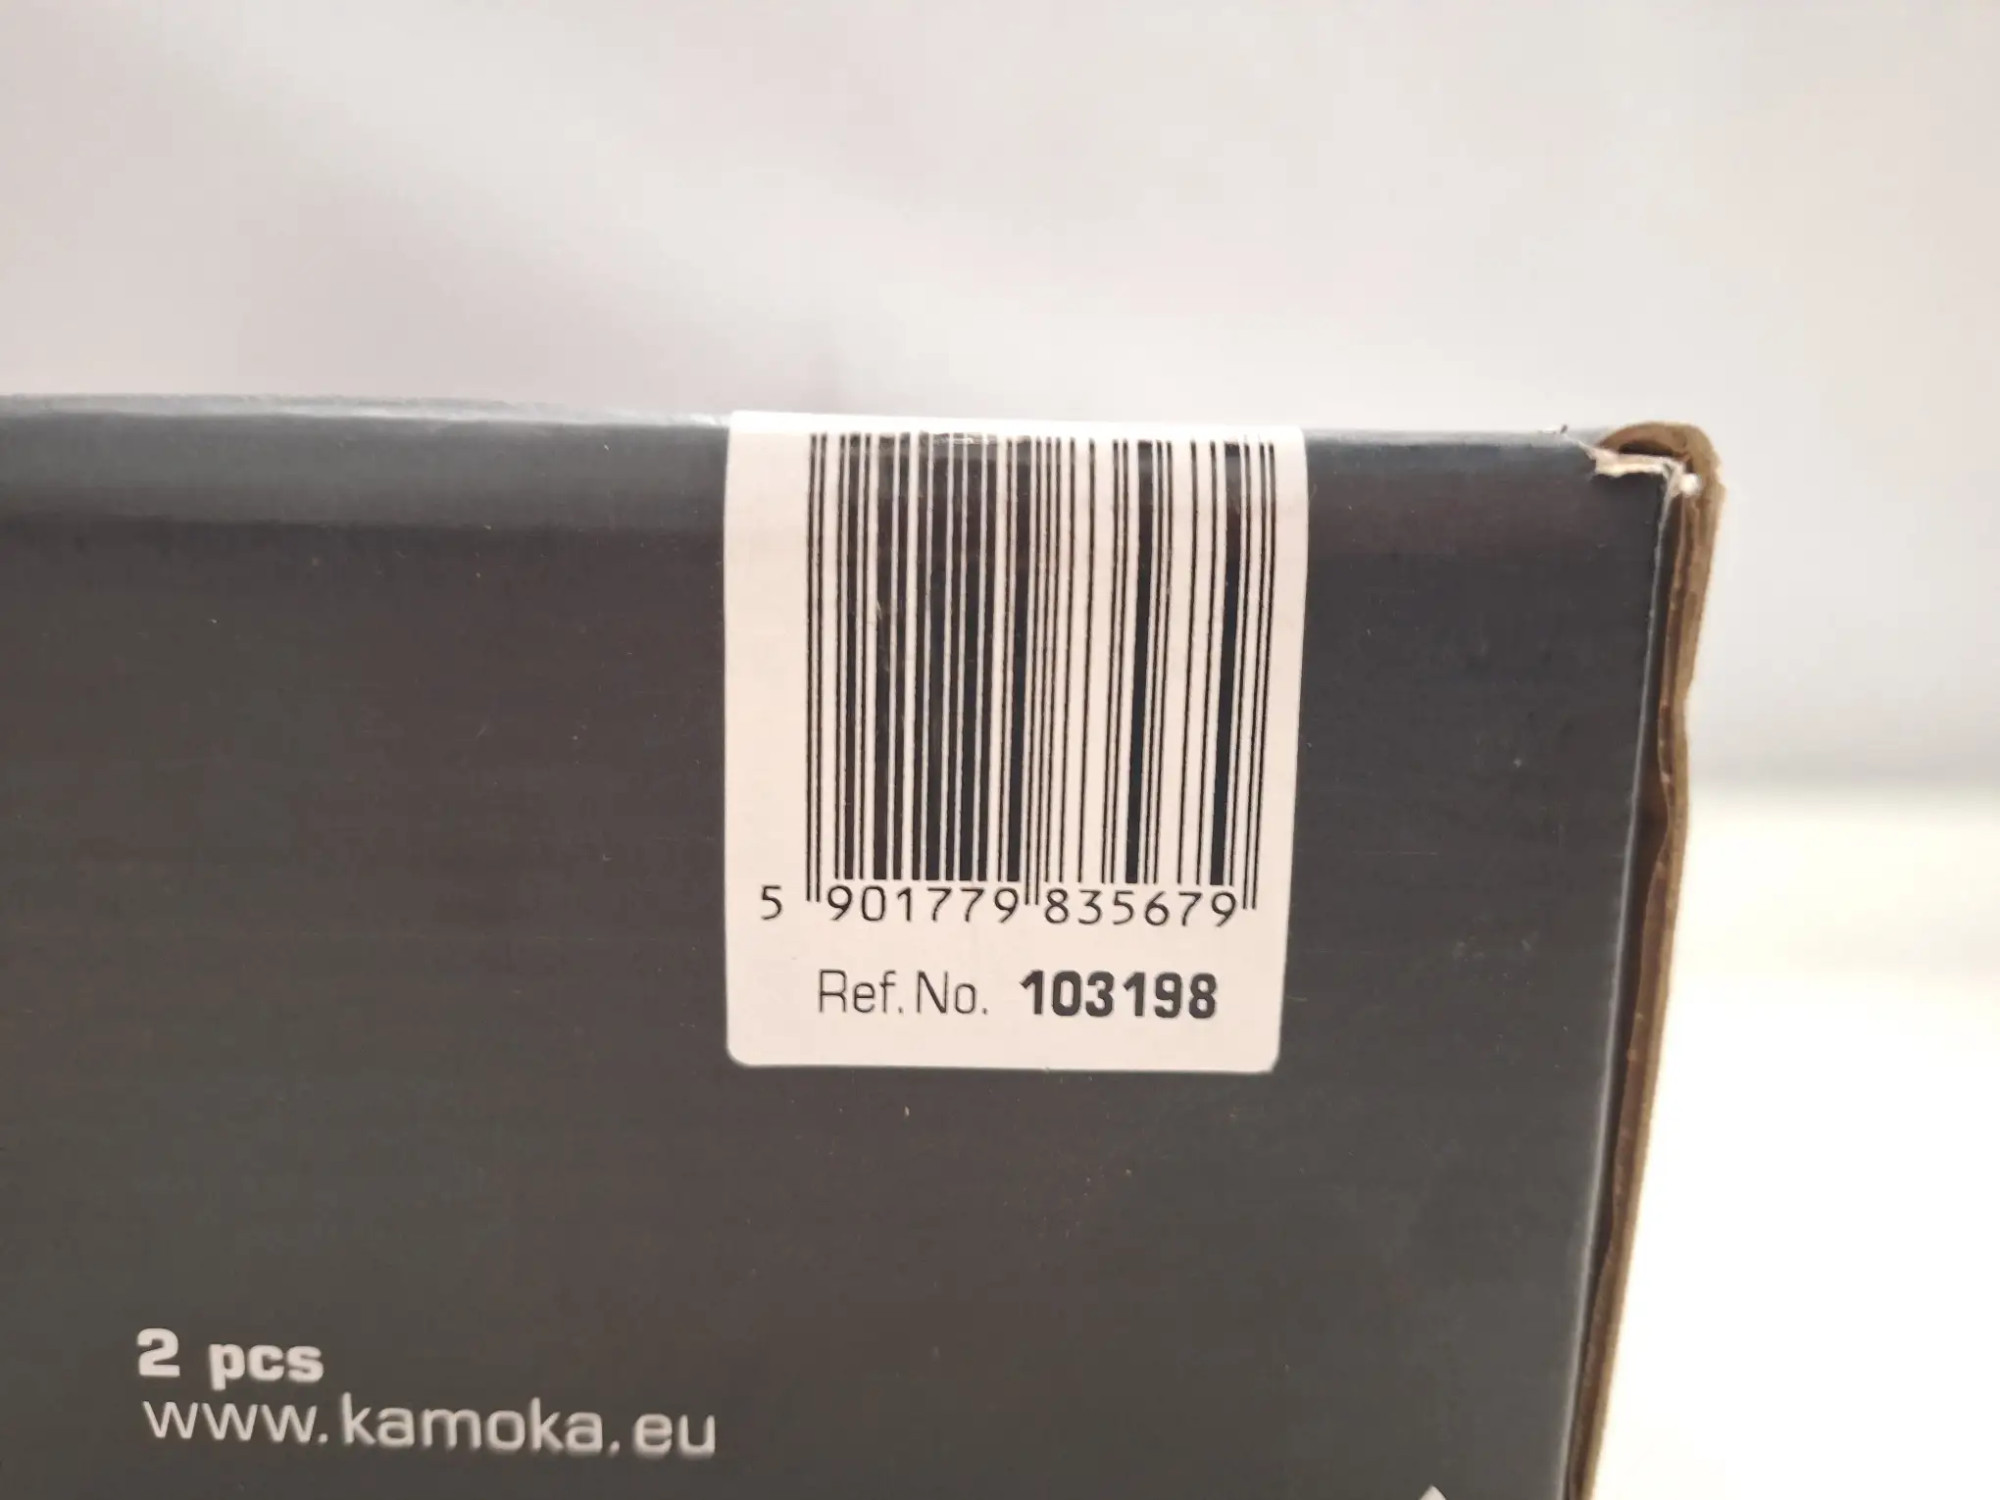 5 901779 835679
Ref. No. 103198
2 pcs
www.kamoka.eu